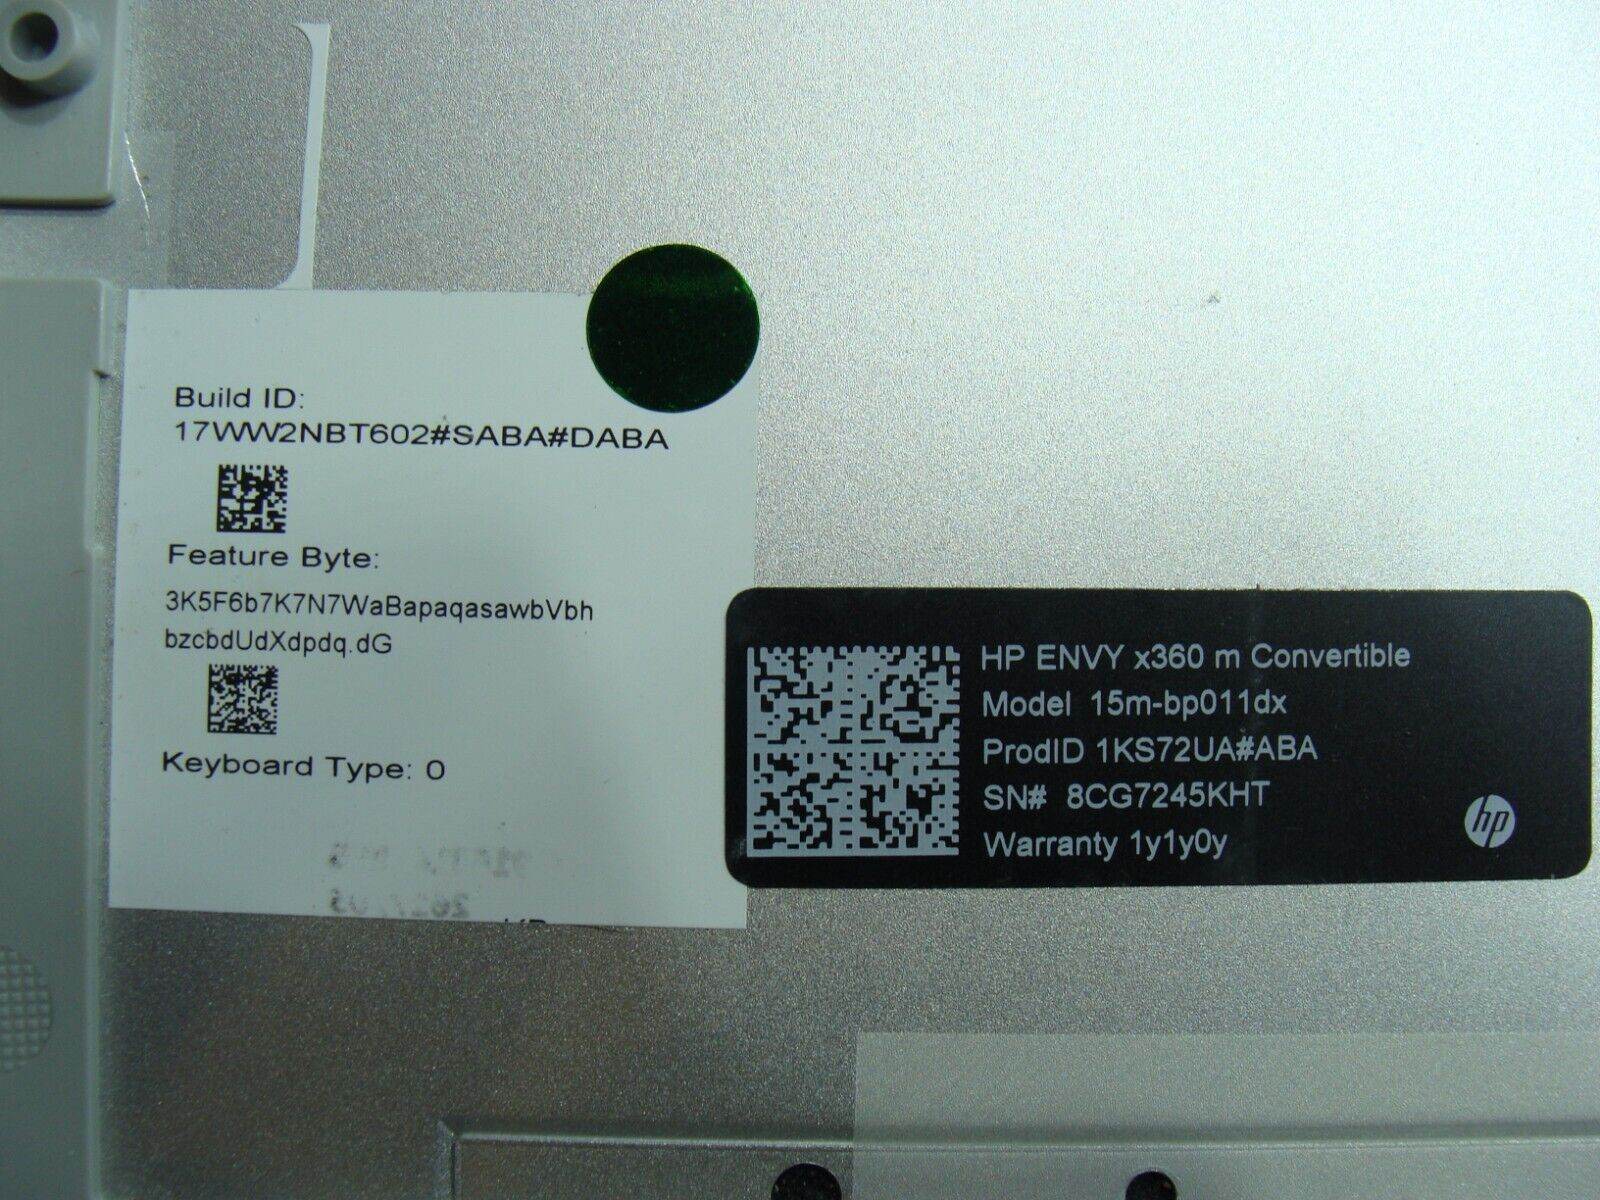 Build ID:
17WW2NBT602#SABA#DABA
Feature Byte:
3K5F6b7K7N7WaBapaqasawbVbh
bzcbdUdXdpdq.dG
Keyboard Type: 0
HP ENVY x360 m Convertible
Model 15m-bp011dx
ProdID 1KS72UA#ABA
SN# 8CG7245KHT
Warranty 1y1y0y
hp